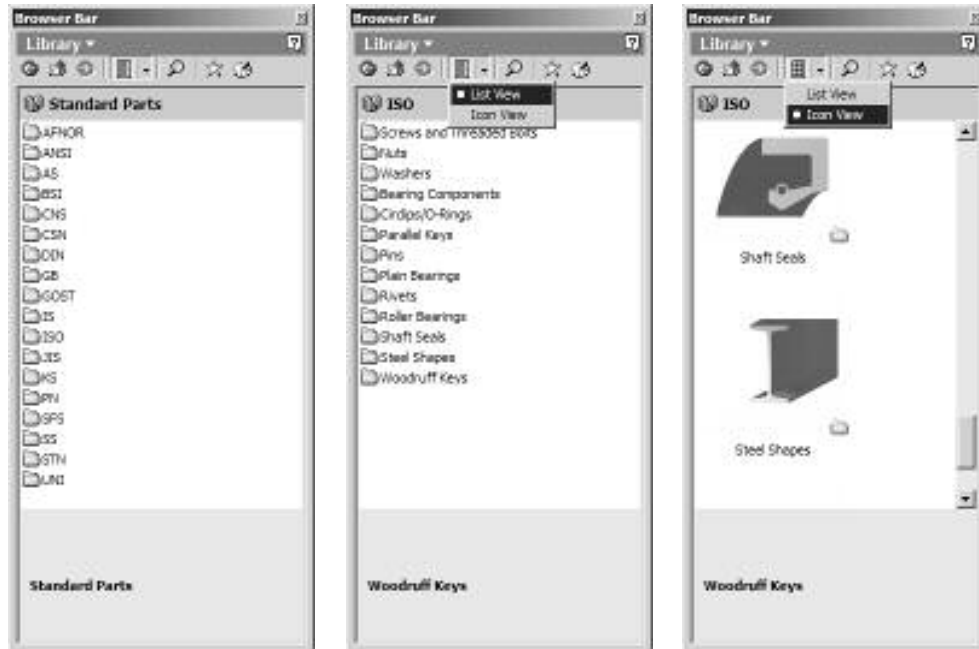 Browser Bar
Library
Standard Parts
AFNOR
ANSI
AS
BSI
CNS
CSN
DIN
GB
GOST
IS
ISO
JIS
KS
PN
SFS
SS
STN
UNI
Standard Parts
Browser Bar
Library
List View
ISO
Icon View
Screws and Threaded Bolts
Nuts
Washers
Bearing Components
Circlips/O-Rings
Parallel Keys
Pins
Plain Bearings
Rivets
Roller Bearings
Shaft Seals
Steel Shapes
Woodruff Keys
Woodruff Keys
Browser Bar
Library
List View
ISO
Icon View
Shaft Seals
Steel Shapes
Woodruff Keys